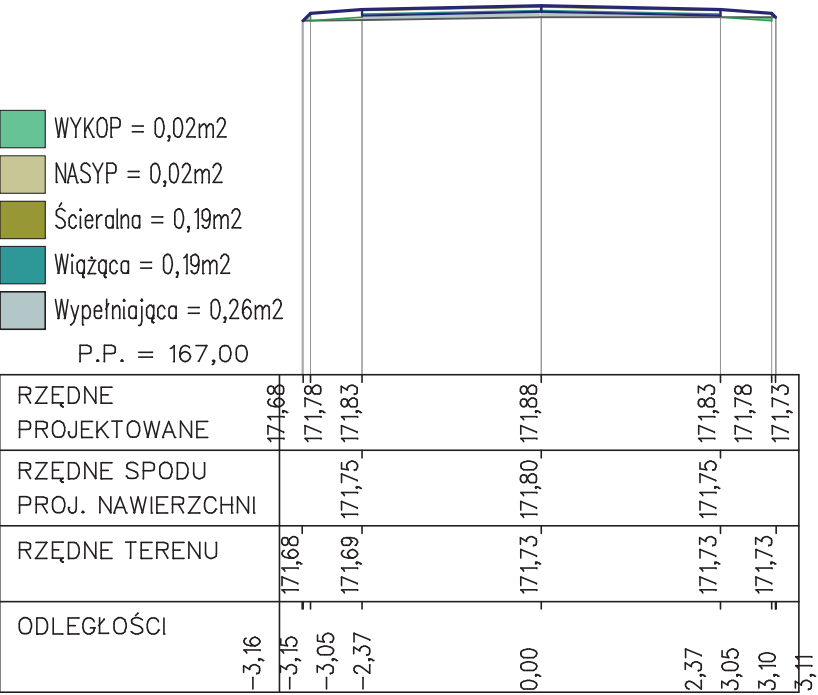 WYKOP = 0,02m2
NASYP = 0,02m2
Ścieralna = 0,19m2
Wiążąca = 0,19m2
Wypełniająca = 0,26m2
P.P. = 167,00
RZĘDNE
PROJEKTOWANE
171,68 171,78 171,83 171,88 171,83 171,78 171,73
RZĘDNE SPODU
PROJ. NAWIERZCHNI
171,75 171,80 171,75
RZĘDNE TERENU
171,68 171,69 171,73 171,73 171,73
ODLEGŁOŚCI
-3,16 -3,15 -3,05 -2,37 0,00 2,37 3,05 3,10 3,11